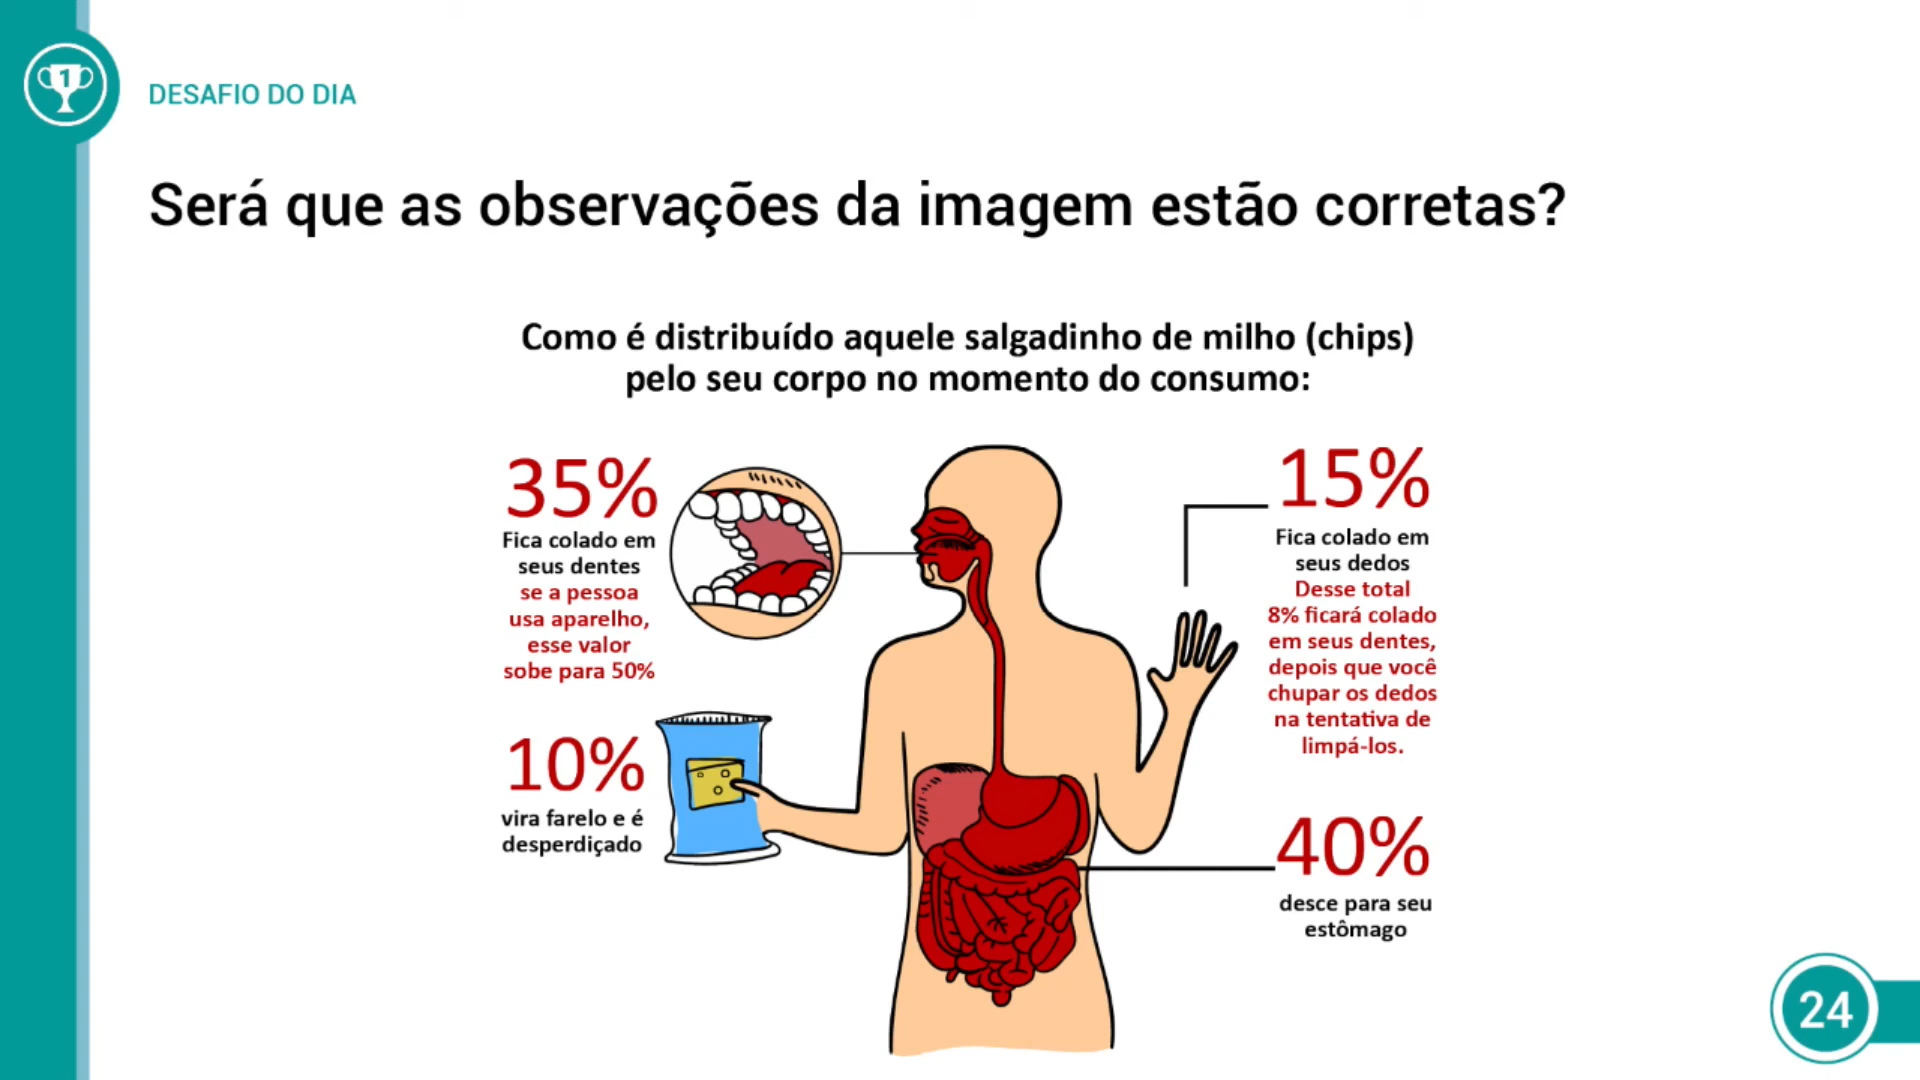 1
DESAFIO DO DIA
Será que as observações da imagem estão corretas?
Como é distribuído aquele salgadinho de milho (chips)
pelo seu corpo no momento do consumo:
35%
Fica colado em
seus dentes
se a pessoa
usa aparelho,
esse valor
sobe para 50%
10%
vira farelo e é
desperdiçado
15%
Fica colado em
seus dedos
Desse total
8% ficará colado
em seus dentes,
depois que você
chupar os dedos
na tentativa de
limpá-los.
40%
desce para seu
estômago
24